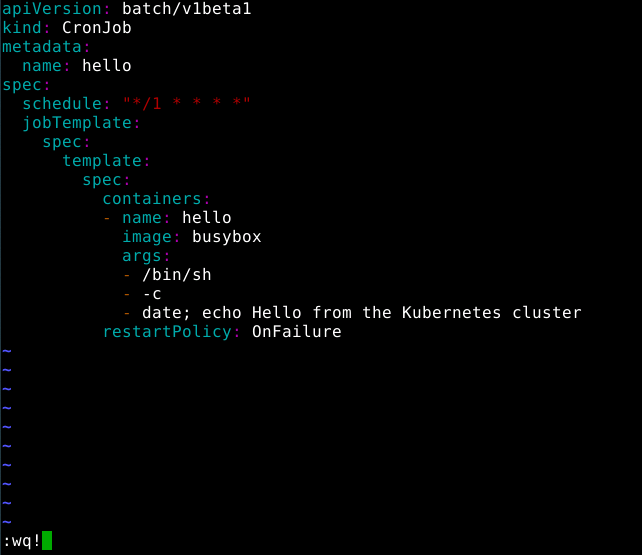 apiVersion: batch/v1beta1
kind: CronJob
metadata:
  name: hello
spec:
  schedule: "*/1 * * * *"
  jobTemplate:
    spec:
      template:
        spec:
          containers:
          - name: hello
            image: busybox
            args:
            - /bin/sh
            - -c
            - date; echo Hello from the Kubernetes cluster
          restartPolicy: OnFailure
~
~
~
~
~
~
~
~
~
~
:wq!